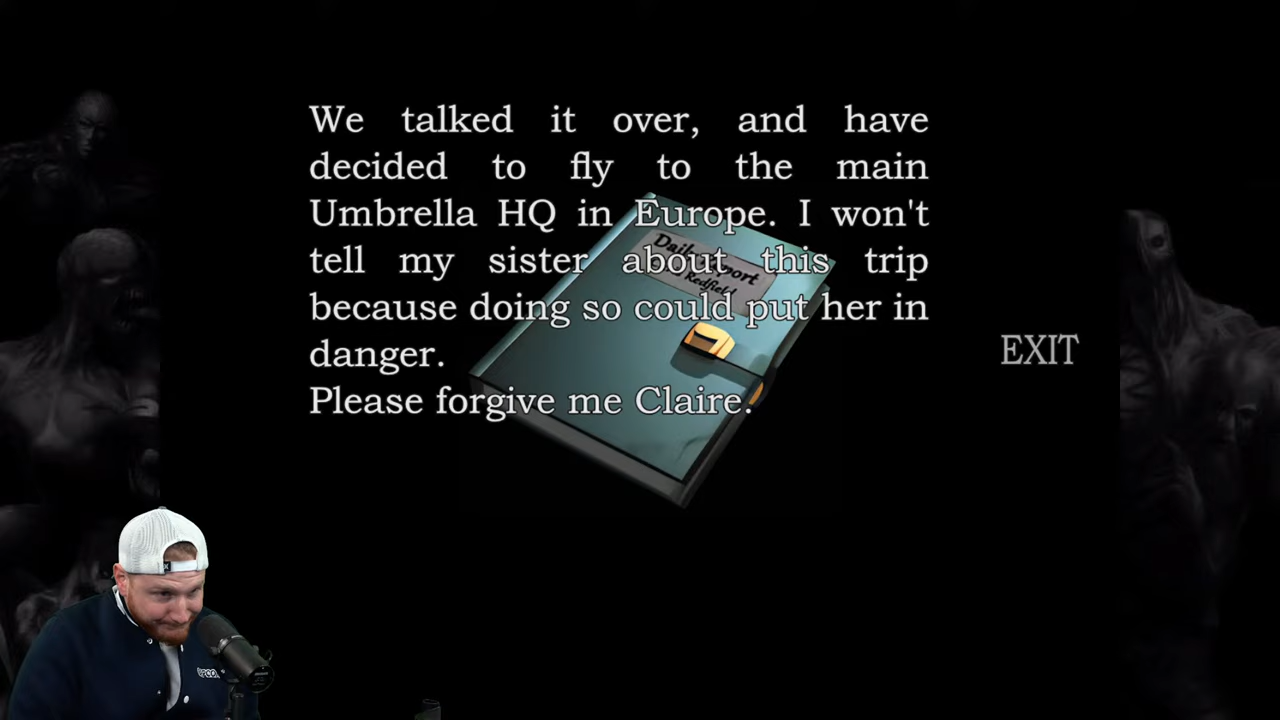 We talked it over, and have
decided to fly to the main
Umbrella HQ in Europe. I won't
tell my sister about this trip
because doing so could put her in
danger.
Please forgive me Claire.
EXIT
Redfield